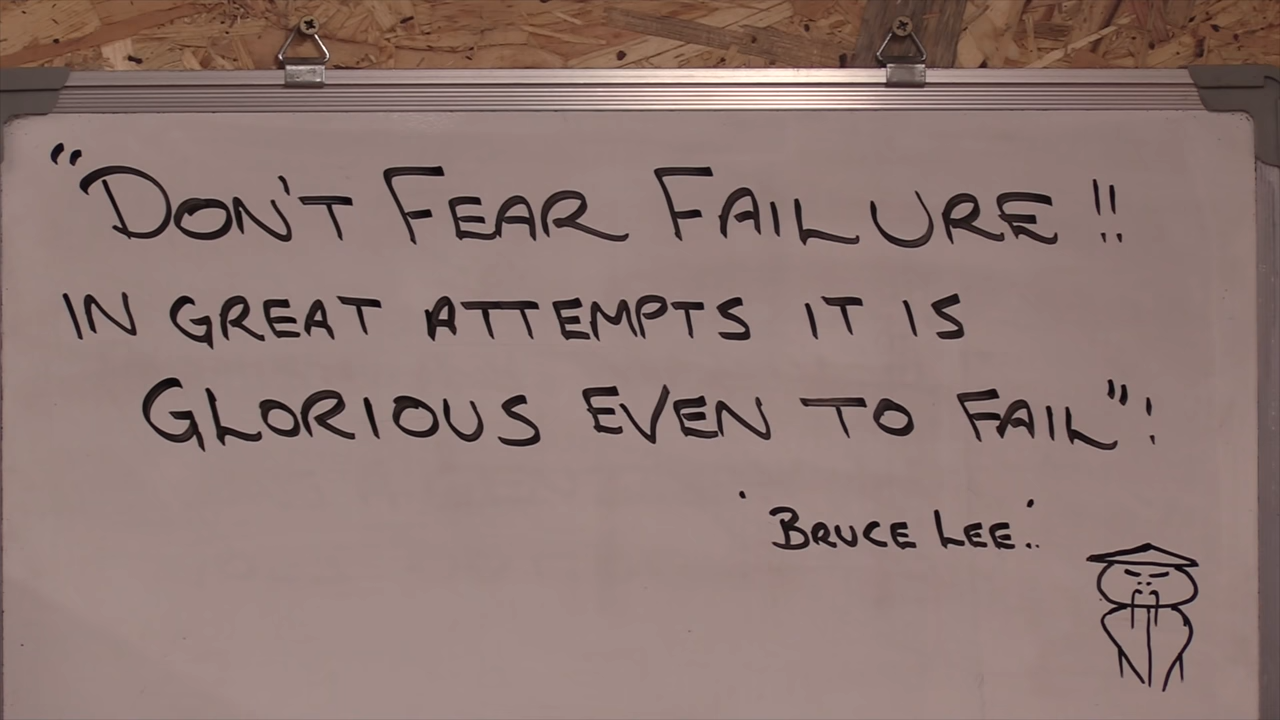 "DON'T FEAR FAILURE!!
IN GREAT ATTEMPTS IT IS
GLORIOUS EVEN TO FAIL"!
'BRUCE LEE'..